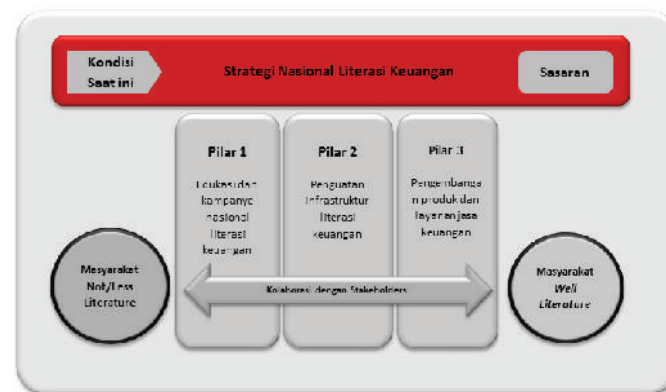 Kondisi
Saat ini
Strategi Nasional Literasi Keuangan
Sasaran
Pilar 1
Edukasi dan
kampanye
nasional
literasi
keuangan
Pilar 2
Penguatan
infrastruktur
literasi
keuangan
Pilar 3
Pengembanga
n produk dan
layanan jasa
keuangan
Masyarakat
Not/Less
Literature
Kolaborasi dengan Stakeholders
Masyarakat
Well
Literature